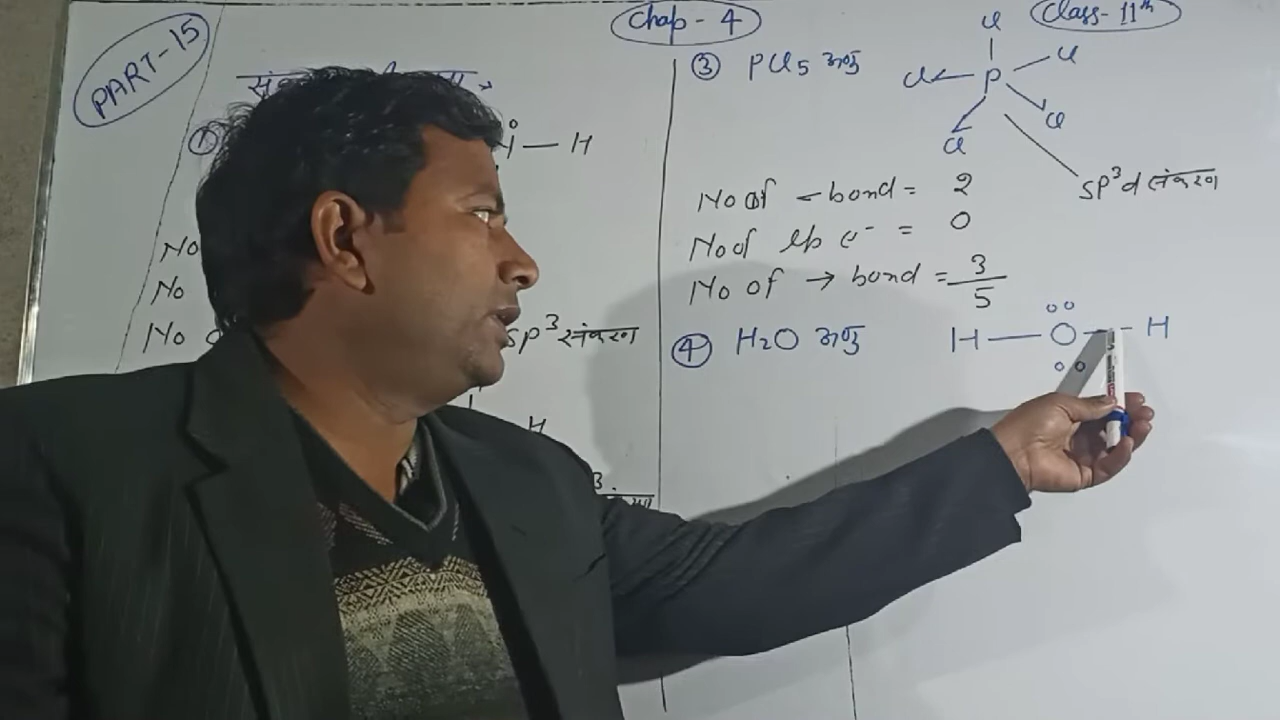 PART-15
Chap - 4
Class - 11th
① — H
No
No
No
SP³ संकरण
H
③ PCl5 अणु
Cl
Cl P Cl
Cl Cl
SP³d संकरण
No of - bond = 2
No of lp e⁻ = 0
No of → bond = 3
5
④ H2O अणु
H — O — H